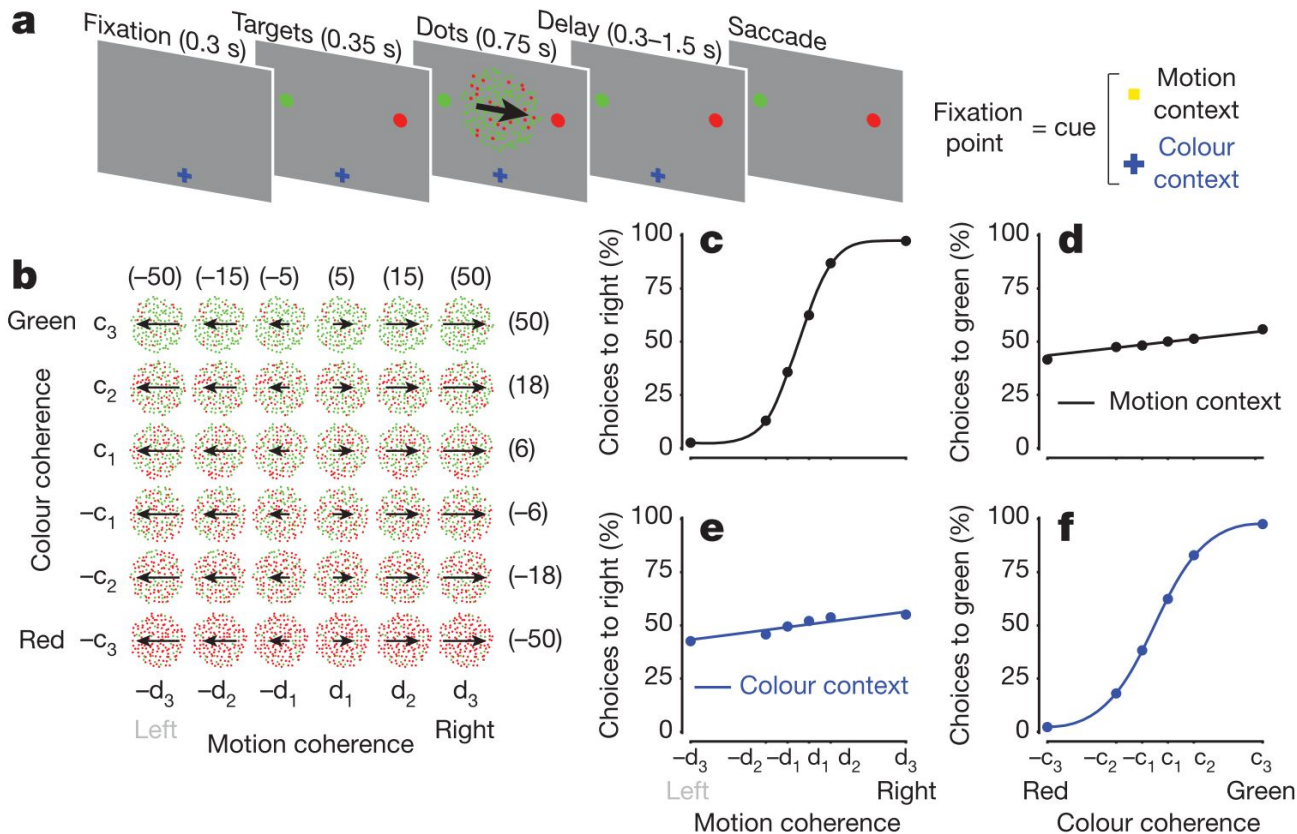 a
Fixation (0.3 s)
Targets (0.35 s)
Dots (0.75 s)
Delay (0.3–1.5 s)
Saccade
Fixation
point
= cue
Motion
context
Colour
context
b
(–50) (–15) (–5) (5) (15) (50)
Green c3 (50)
c2 (18)
c1 (6)
–c1 (–6)
–c2 (–18)
Red –c3 (–50)
Colour coherence
–d3 –d2 –d1 d1 d2 d3
Left Right
Motion coherence
c
Choices to right (%)
100
75
50
25
0
d
Choices to green (%)
100
75
50
25
0
Motion context
e
Choices to right (%)
100
75
50
25
0
Colour context
–d3 –d2 –d1 d1 d2 d3
Left Right
Motion coherence
f
Choices to green (%)
100
75
50
25
0
–c3 –c2 –c1 c1 c2 c3
Red Green
Colour coherence